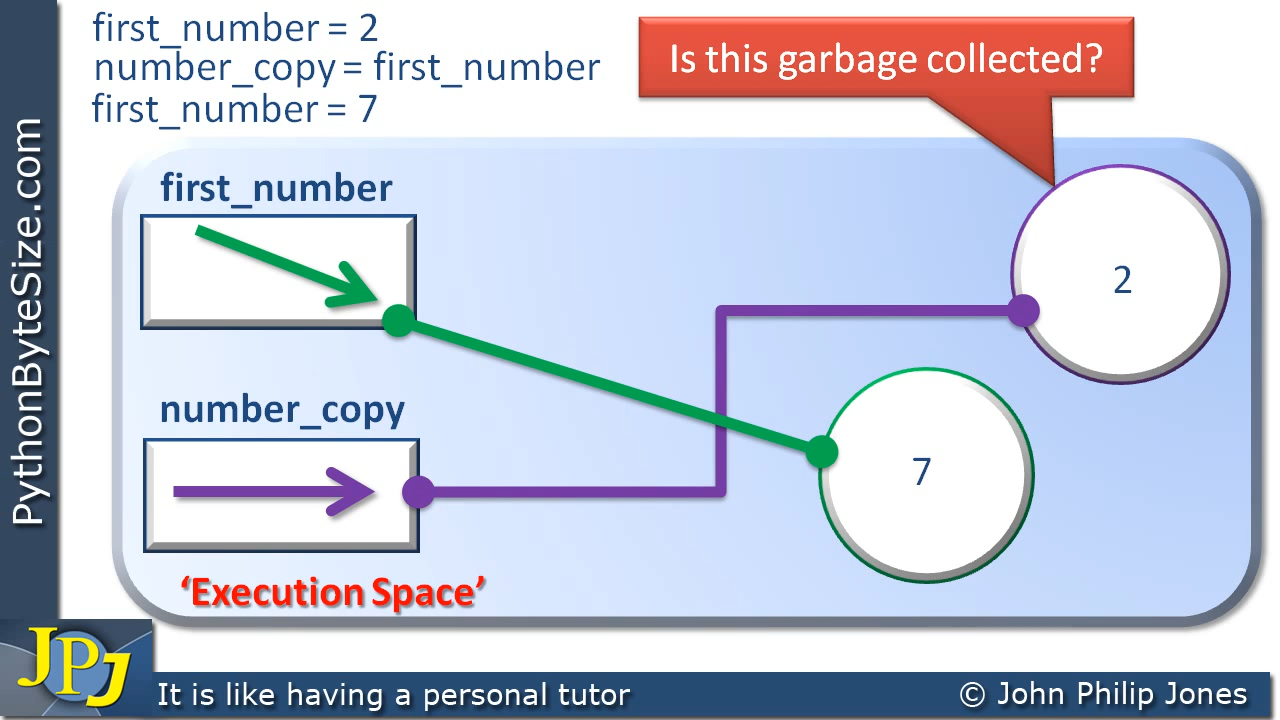 first_number = 2
number_copy = first_number
first_number = 7
Is this garbage collected?
first_number
2
number_copy
7
‘Execution Space’
PythonByteSize.com
JPJ
It is like having a personal tutor
© John Philip Jones